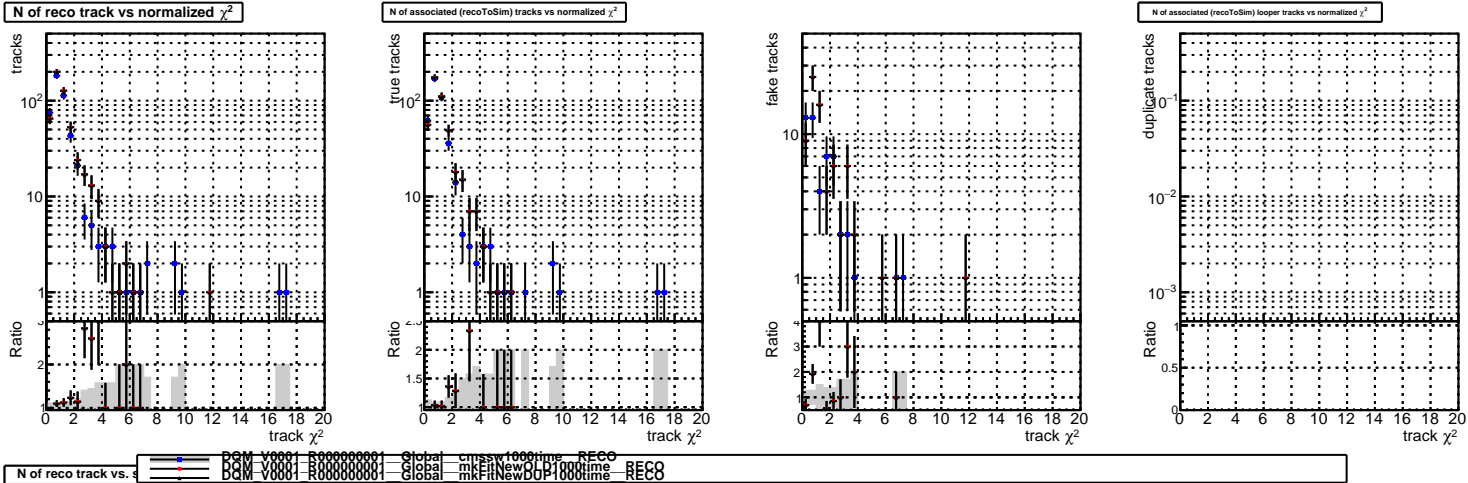 N of reco track vs normalized χ²
N of associated (recoToSim) tracks vs normalized χ²
N of associated (recoToSim) looper tracks vs normalized χ²
tracks
10²
10
1
Ratio
3
2
1
0 2 4 6 8 10 12 14 16 18 20
track χ²
true tracks
10²
10
1
Ratio
2.5
2
1.5
1
0 2 4 6 8 10 12 14 16 18 20
track χ²
fake tracks
10
1
Ratio
4
3
2
1
0 2 4 6 8 10 12 14 16 18 20
track χ²
duplicate tracks
10⁻¹
10⁻²
10⁻³
Ratio
1
0.5
0
0 2 4 6 8 10 12 14 16 18 20
track χ²
DQM_V0001_R000000001__Global__cmssw1000time__RECO
DQM_V0001_R000000001__Global__mkFitNewOLD1000time__RECO
DQM_V0001_R000000001__Global__mkFitNewDUP1000time__RECO
N of reco track vs.